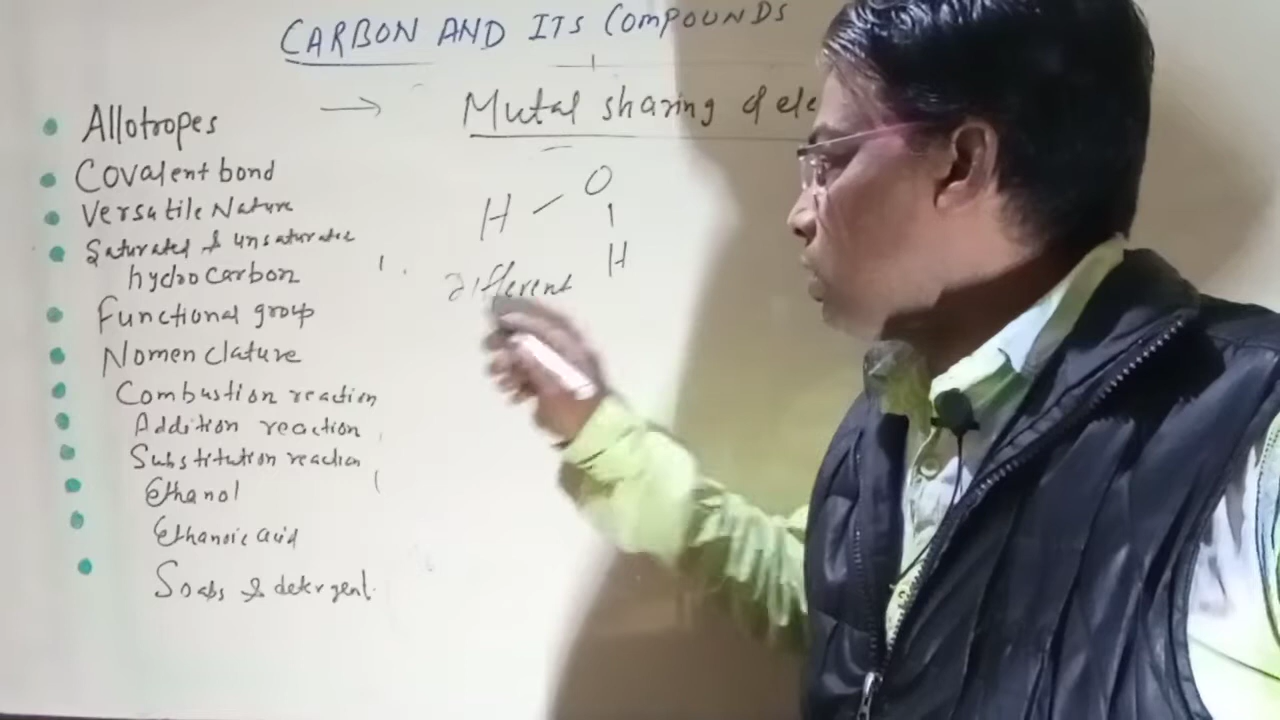 CARBON AND ITS COMPOUNDS
Allotropes → Mutal sharing of ele
Covalent bond
Versatile Nature
Saturated & unsaturated
hydrocarbon
Functional group
Nomenclature
Combustion reaction
Addition reaction
Substitution reaction
Ethanol
Ethanoic acid
Soabs & detergent.
H - O
|
H
Different